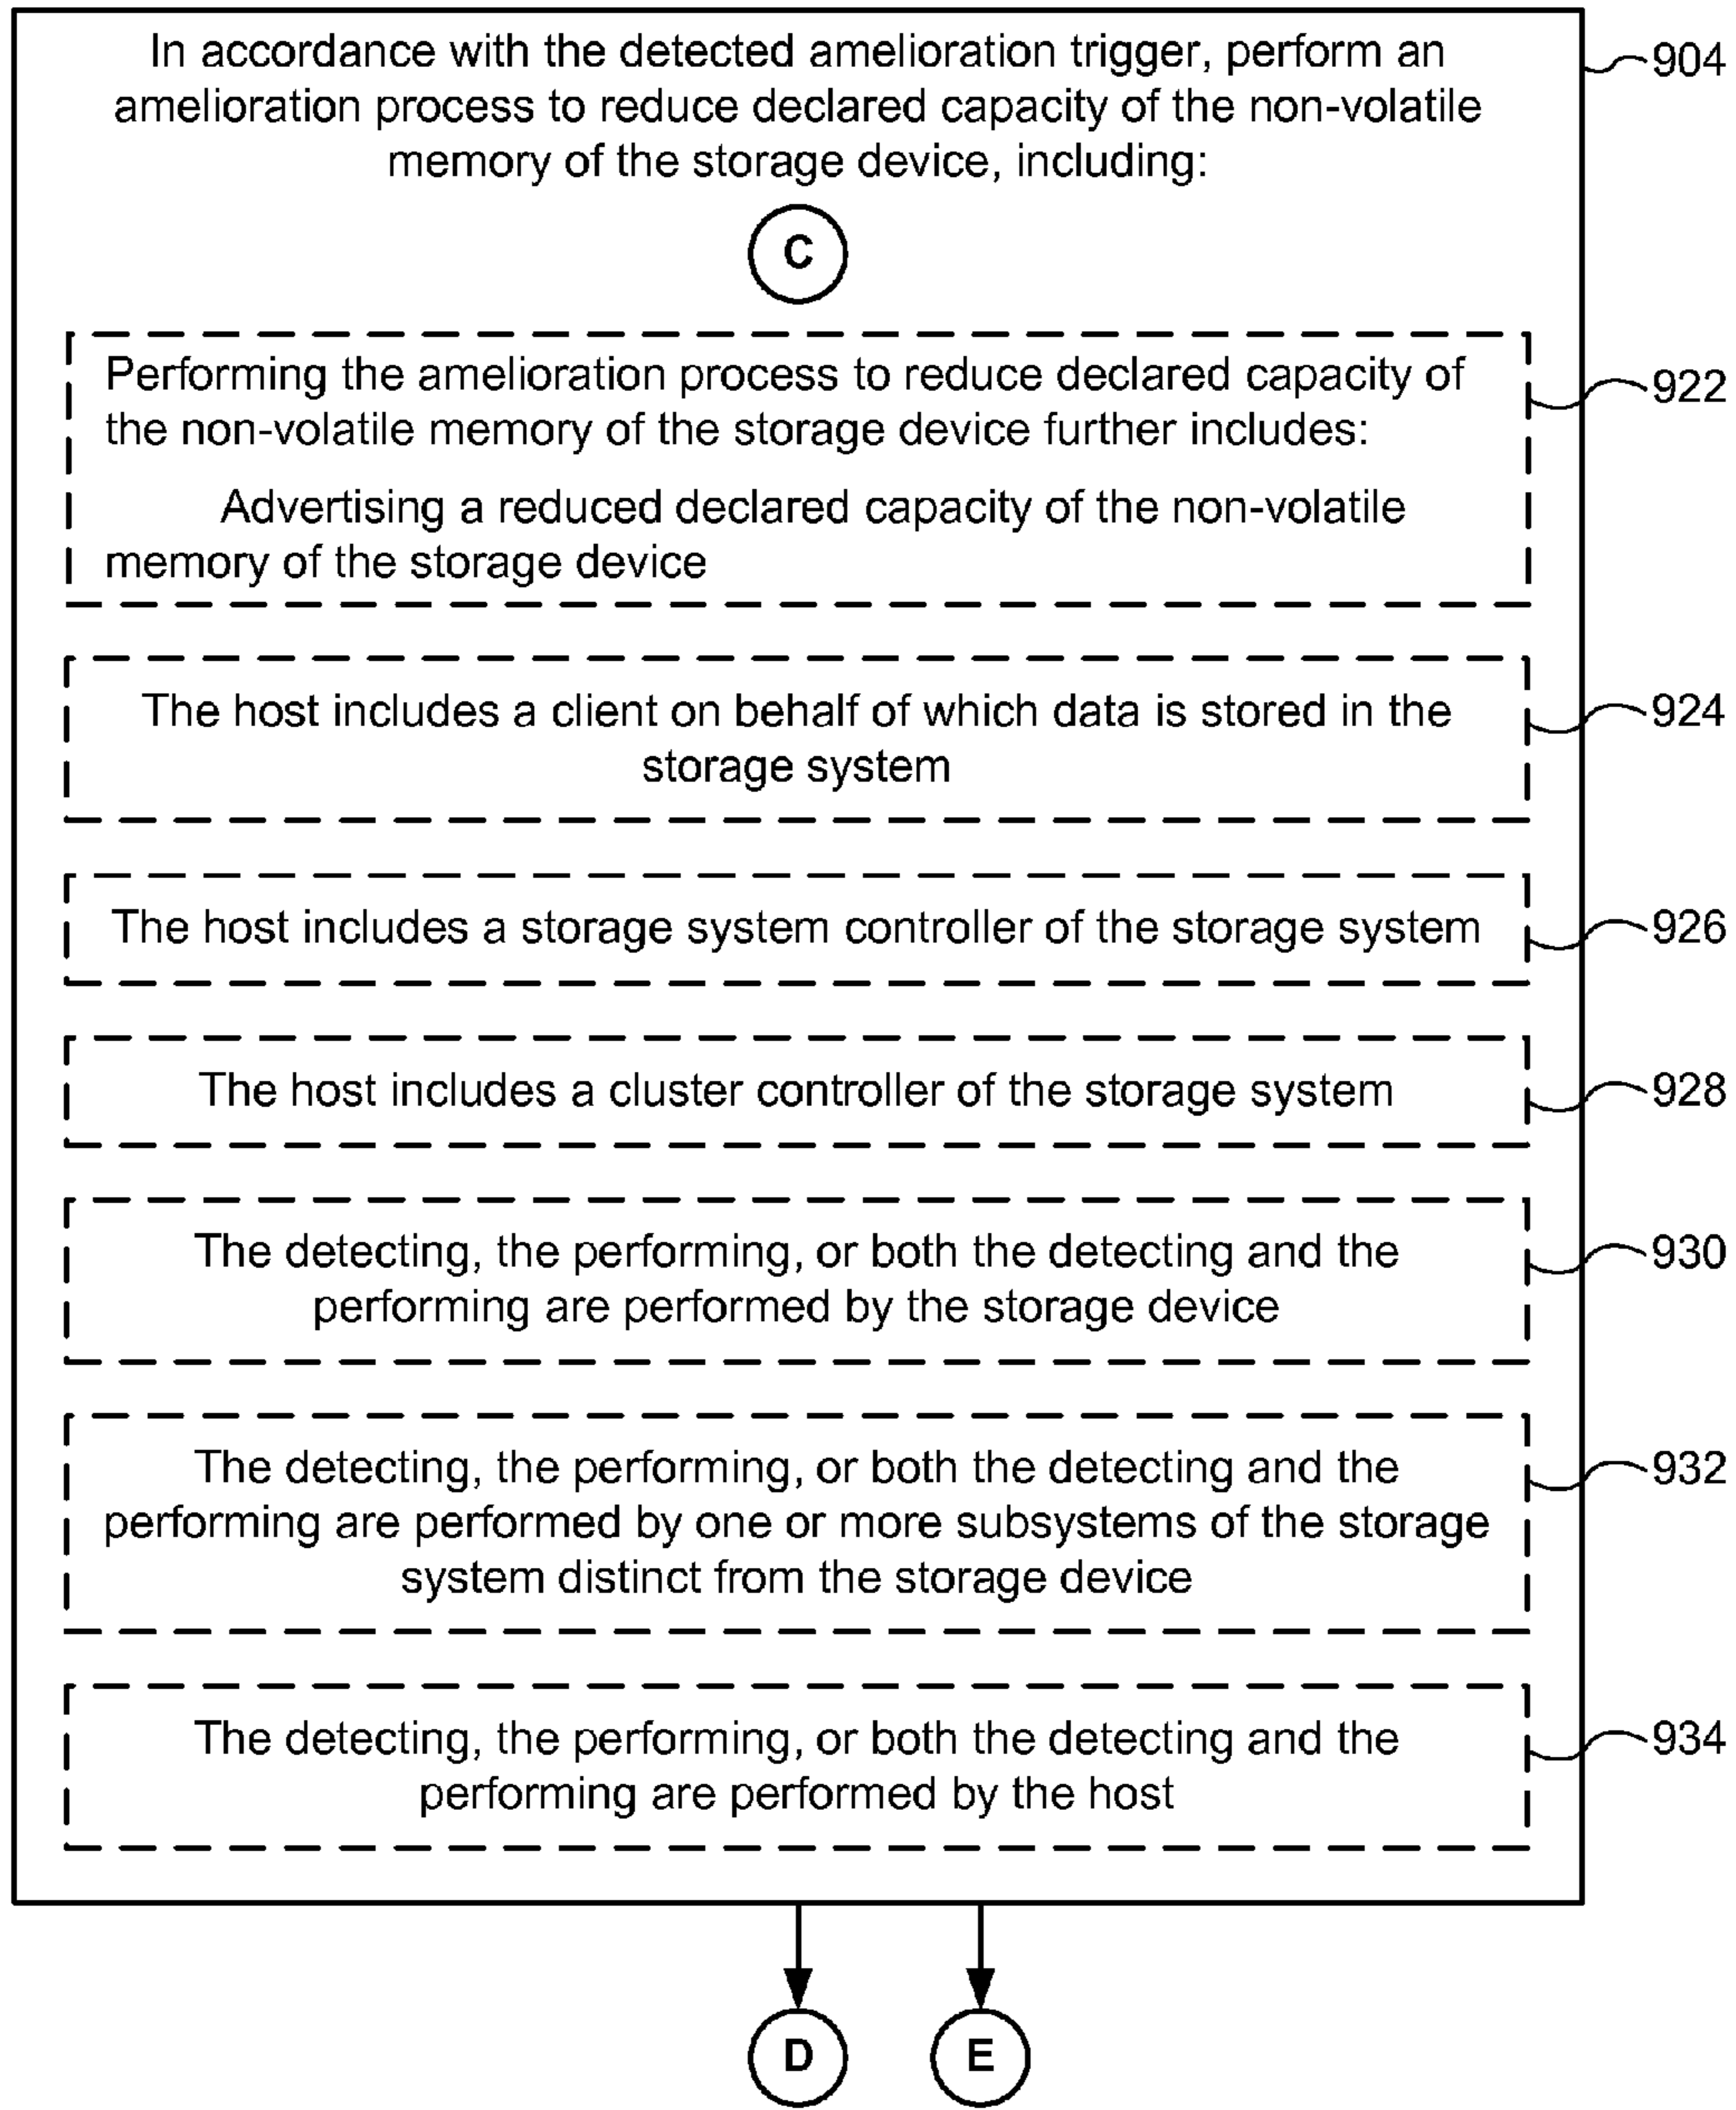 In accordance with the detected amelioration trigger, perform an
amelioration process to reduce declared capacity of the non-volatile
memory of the storage device, including:
904
C
Performing the amelioration process to reduce declared capacity of
the non-volatile memory of the storage device further includes:
Advertising a reduced declared capacity of the non-volatile
memory of the storage device
922
The host includes a client on behalf of which data is stored in the
storage system
924
The host includes a storage system controller of the storage system
926
The host includes a cluster controller of the storage system
928
The detecting, the performing, or both the detecting and the
performing are performed by the storage device
930
The detecting, the performing, or both the detecting and the
performing are performed by one or more subsystems of the storage
system distinct from the storage device
932
The detecting, the performing, or both the detecting and the
performing are performed by the host
934
D
E